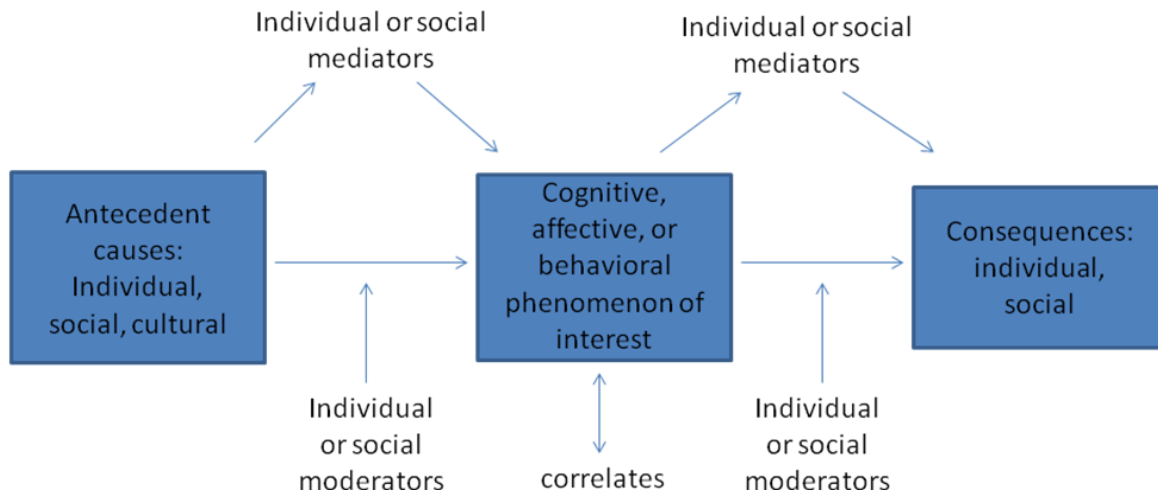 Individual or social
mediators
Individual or social
mediators
Antecedent
causes:
Individual,
social, cultural
Cognitive,
affective, or
behavioral
phenomenon of
interest
Consequences:
individual,
social
Individual
or social
moderators
correlates
Individual
or social
moderators